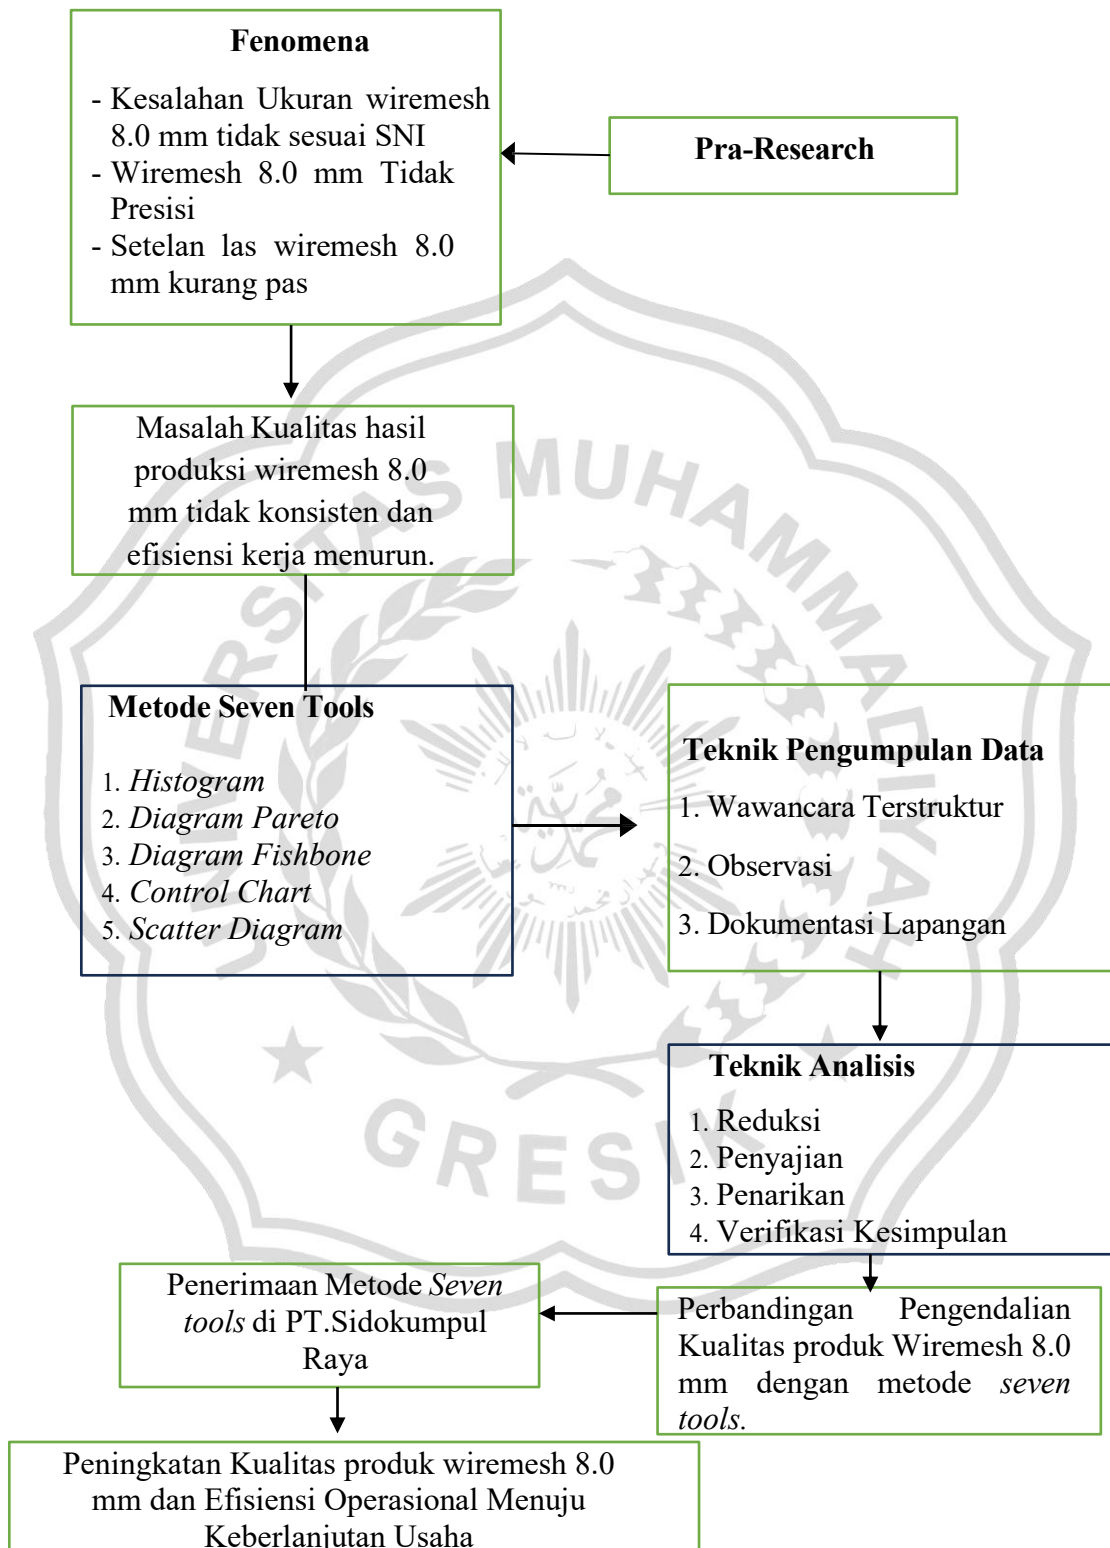 Fenomena
- Kesalahan Ukuran wiremesh
8.0 mm tidak sesuai SNI
- Wiremesh 8.0 mm Tidak
Presisi
- Setelan las wiremesh 8.0
mm kurang pas
Pra-Research
Masalah Kualitas hasil
produksi wiremesh 8.0
mm tidak konsisten dan
efisiensi kerja menurun.
Metode Seven Tools
1. Histogram
2. Diagram Pareto
3. Diagram Fishbone
4. Control Chart
5. Scatter Diagram
Teknik Pengumpulan Data
1. Wawancara Terstruktur
2. Observasi
3. Dokumentasi Lapangan
Teknik Analisis
1. Reduksi
2. Penyajian
3. Penarikan
4. Verifikasi Kesimpulan
Perbandingan Pengendalian
Kualitas produk Wiremesh 8.0
mm dengan metode seven
tools.
Penerimaan Metode Seven
tools di PT.Sidokumpul
Raya
Peningkatan Kualitas produk wiremesh 8.0
mm dan Efisiensi Operasional Menuju
Keberlanjutan Usaha
UNIVERSITAS MUHAMMADIYAH
GRESIK